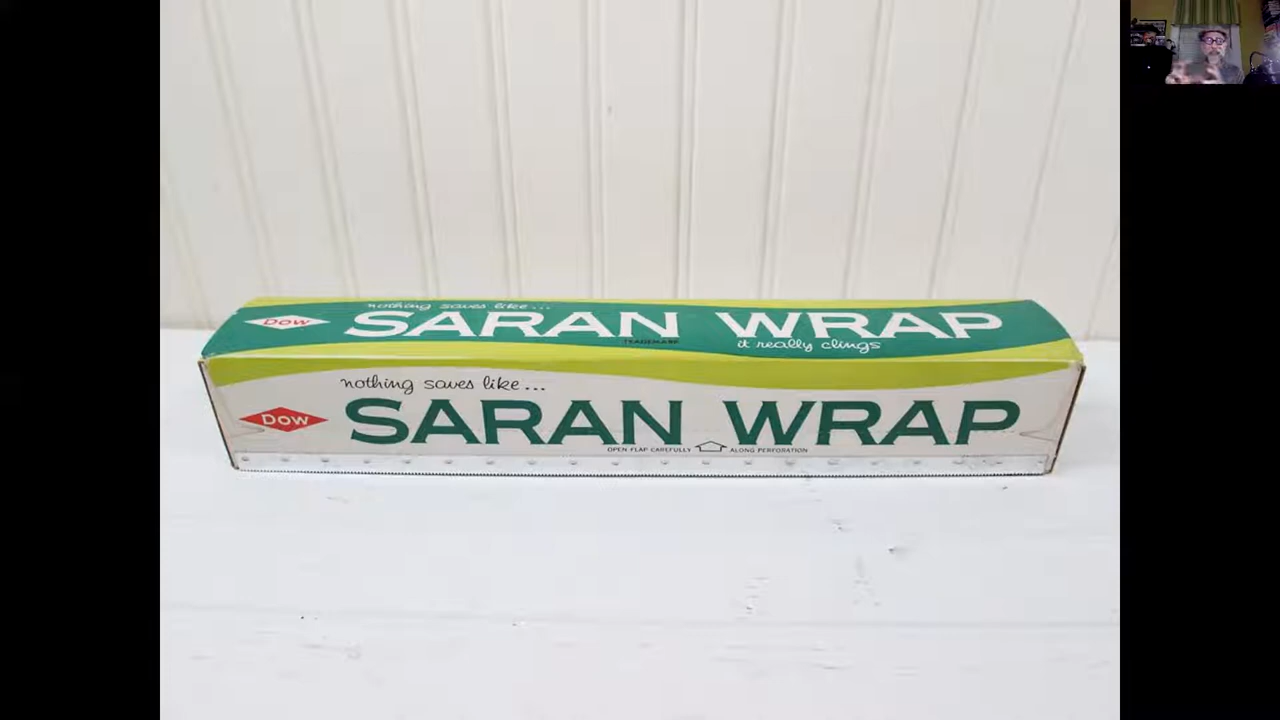 nothing saves like...
Dow
SARAN WRAP
TRADEMARK
it really clings
nothing saves like...
Dow
SARAN WRAP
OPEN FLAP CAREFULLY ALONG PERFORATION